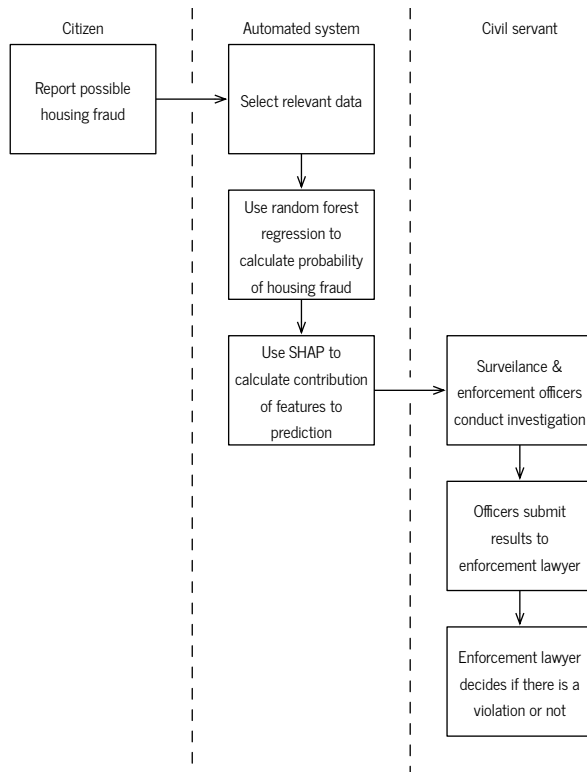 Citizen
Automated system
Civil servant
Report possible
housing fraud
Select relevant data
Use random forest
regression to
calculate probability
of housing fraud
Use SHAP to
calculate contribution
of features to
prediction
Surveilance &
enforcement officers
conduct investigation
Officers submit
results to
enforcement lawyer
Enforcement lawyer
decides if there is a
violation or not